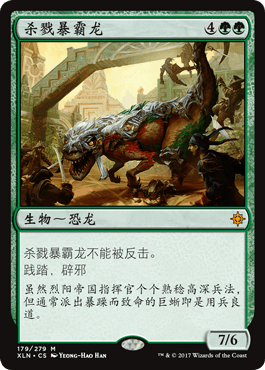 杀戮暴霸龙 4
生物～恐龙
杀戮暴霸龙不能被反击。
践踏，辟邪
虽然烈阳帝国指挥官个个熟稔高深兵法，
但通常派出暴躁而致命的巨蜥即是用兵良
道。
7/6
179/279 M
XLN • CS Yeong-Hao Han
™ & © 2017 Wizards of the Coast